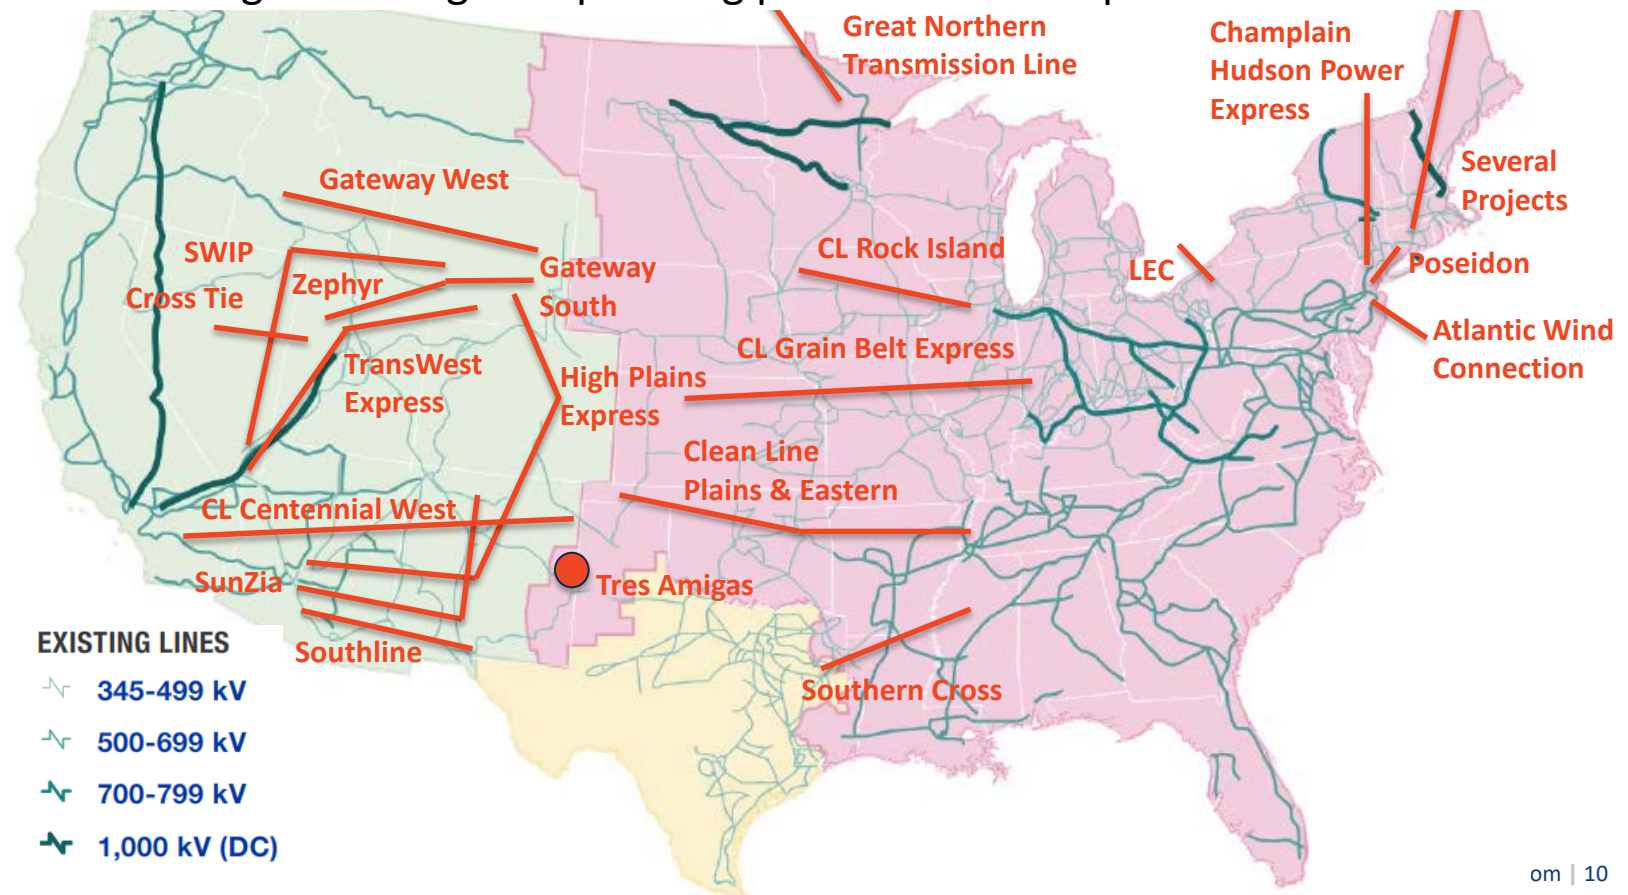 Great Northern
Transmission Line
Champlain
Hudson Power
Express
Several
Projects
Gateway West
SWIP
Zephyr
Cross Tie
Gateway
South
CL Rock Island
LEC
Poseidon
Atlantic Wind
Connection
TransWest
Express
CL Grain Belt Express
High Plains
Express
Clean Line
Plains & Eastern
CL Centennial West
SunZia
Tres Amigas
Southline
Southern Cross
EXISTING LINES
345-499 kV
500-699 kV
700-799 kV
1,000 kV (DC)
om | 10